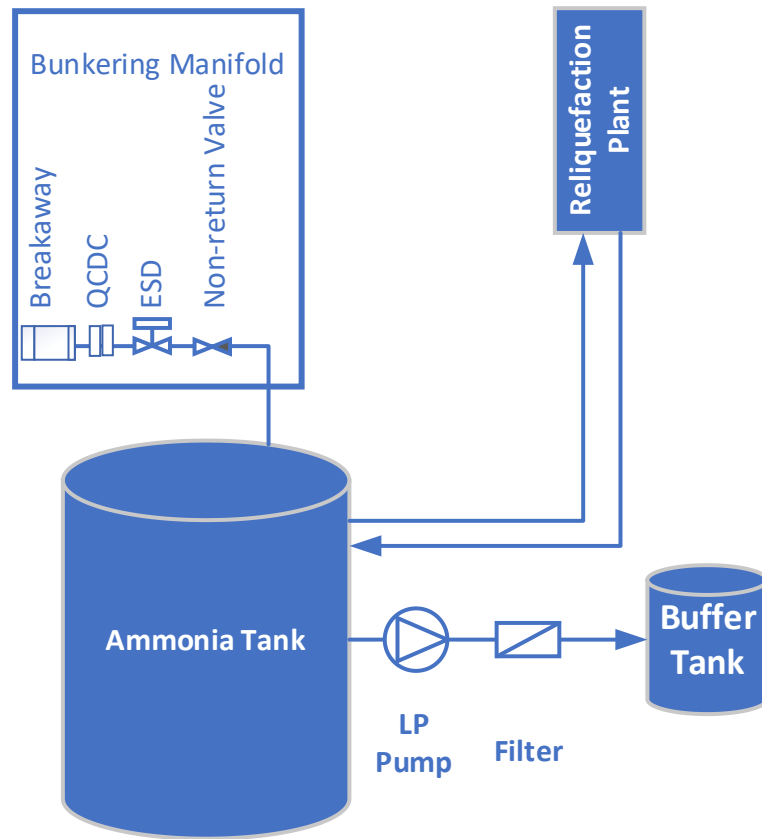 Bunkering Manifold
Breakaway
QCDC
ESD
Non-return Valve
Reliquefaction
Plant
Ammonia Tank
LP
Pump
Filter
Buffer
Tank